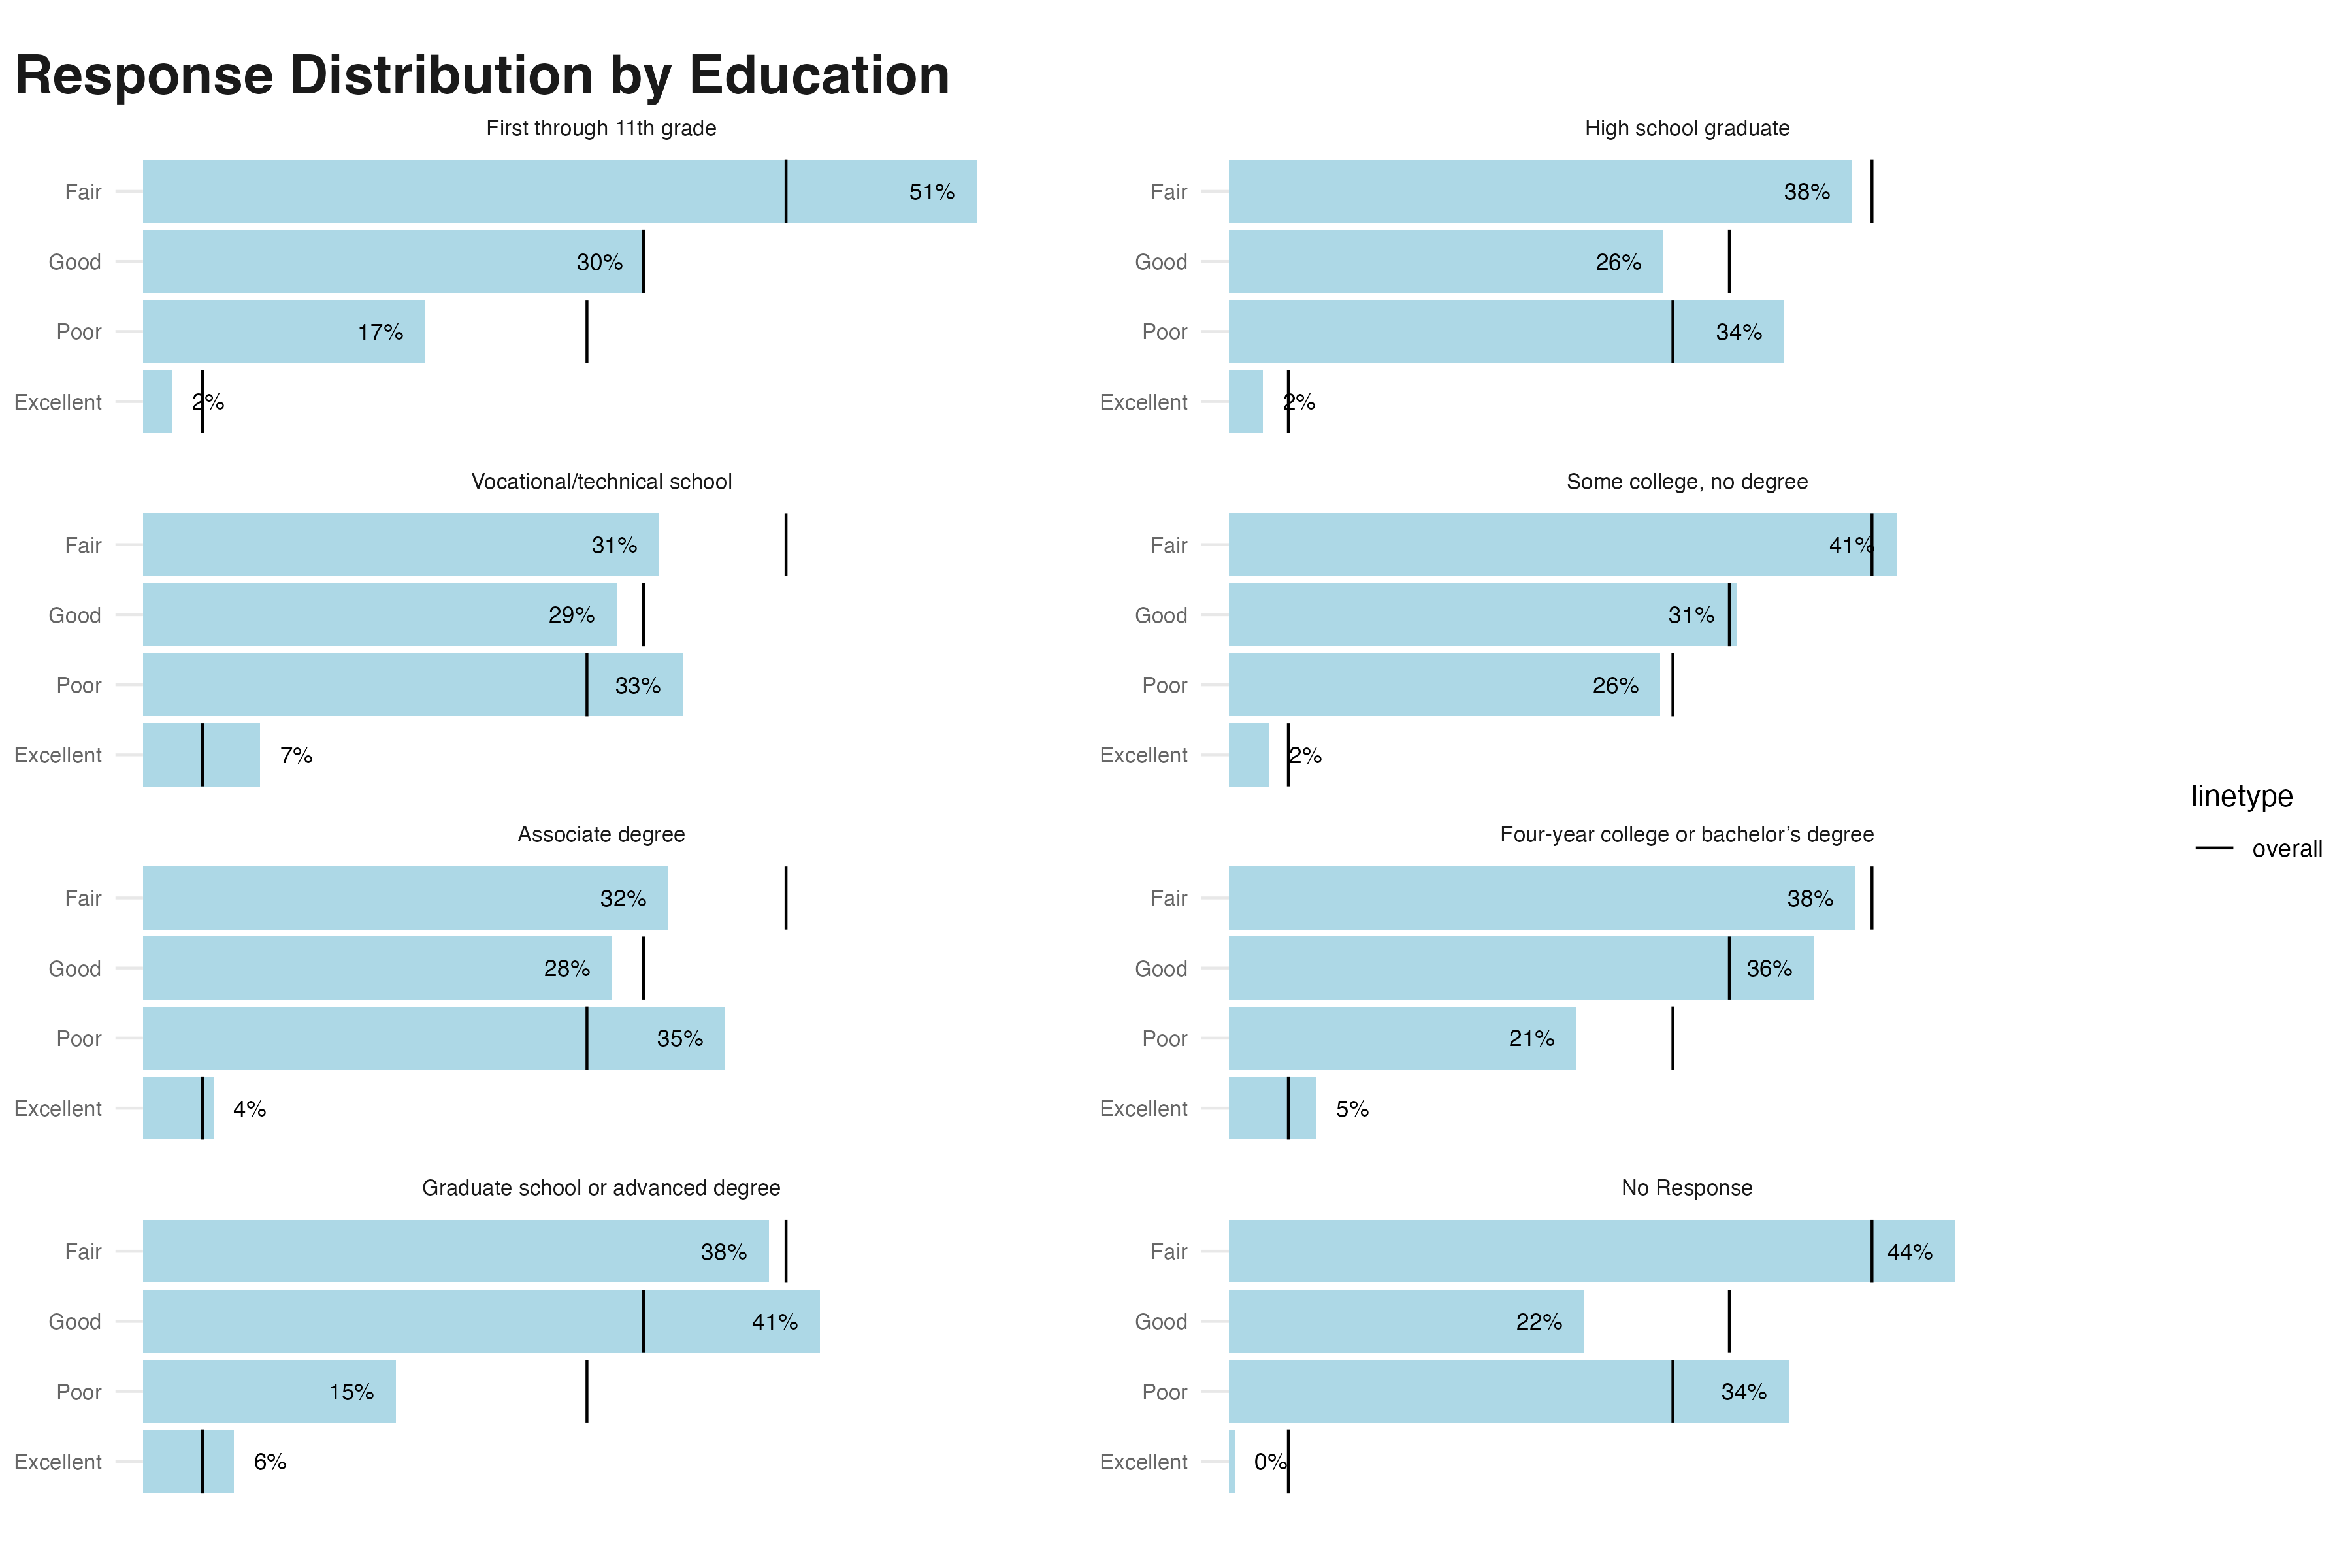 Response Distribution by Education
First through 11th grade
Fair 51%
Good 30%
Poor 17%
Excellent 2%
High school graduate
Fair 38%
Good 26%
Poor 34%
Excellent 2%
Vocational/technical school
Fair 31%
Good 29%
Poor 33%
Excellent 7%
Some college, no degree
Fair 41%
Good 31%
Poor 26%
Excellent 2%
Associate degree
Fair 32%
Good 28%
Poor 35%
Excellent 4%
Four-year college or bachelor’s degree
Fair 38%
Good 36%
Poor 21%
Excellent 5%
Graduate school or advanced degree
Fair 38%
Good 41%
Poor 15%
Excellent 6%
No Response
Fair 44%
Good 22%
Poor 34%
Excellent 0%
linetype
overall